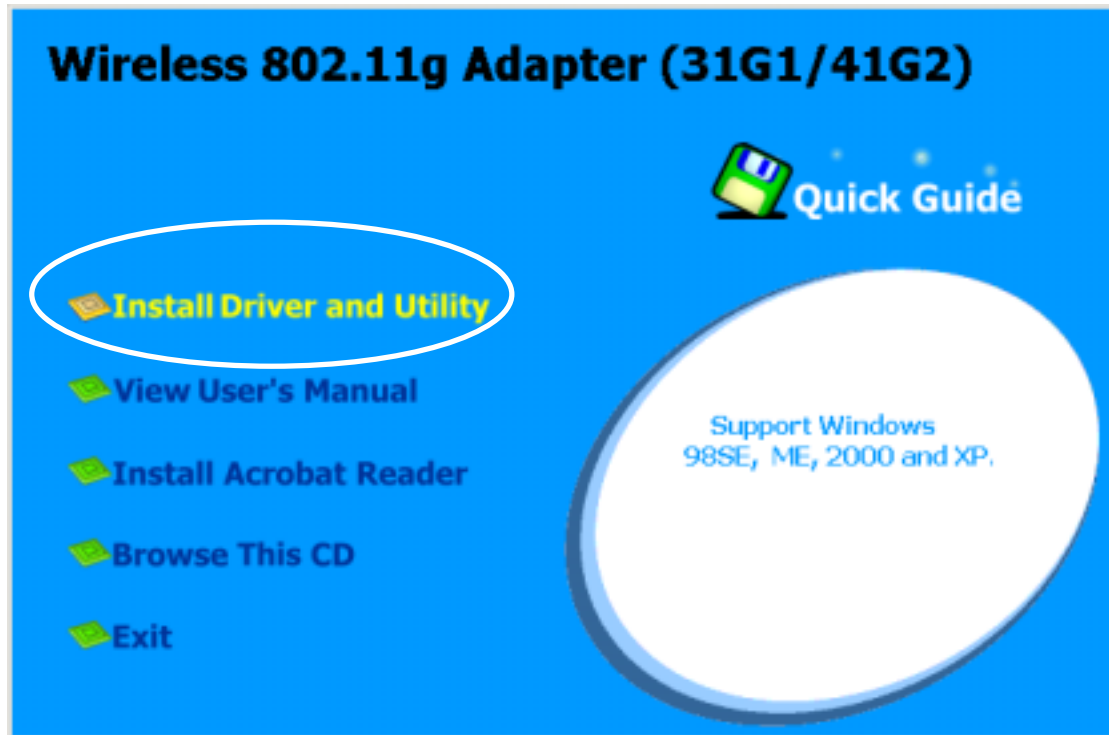 Wireless 802.11g Adapter (31G1/41G2)
Quick Guide
Install Driver and Utility
View User's Manual
Install Acrobat Reader
Browse This CD
Exit
Support Windows
98SE, ME, 2000 and XP.